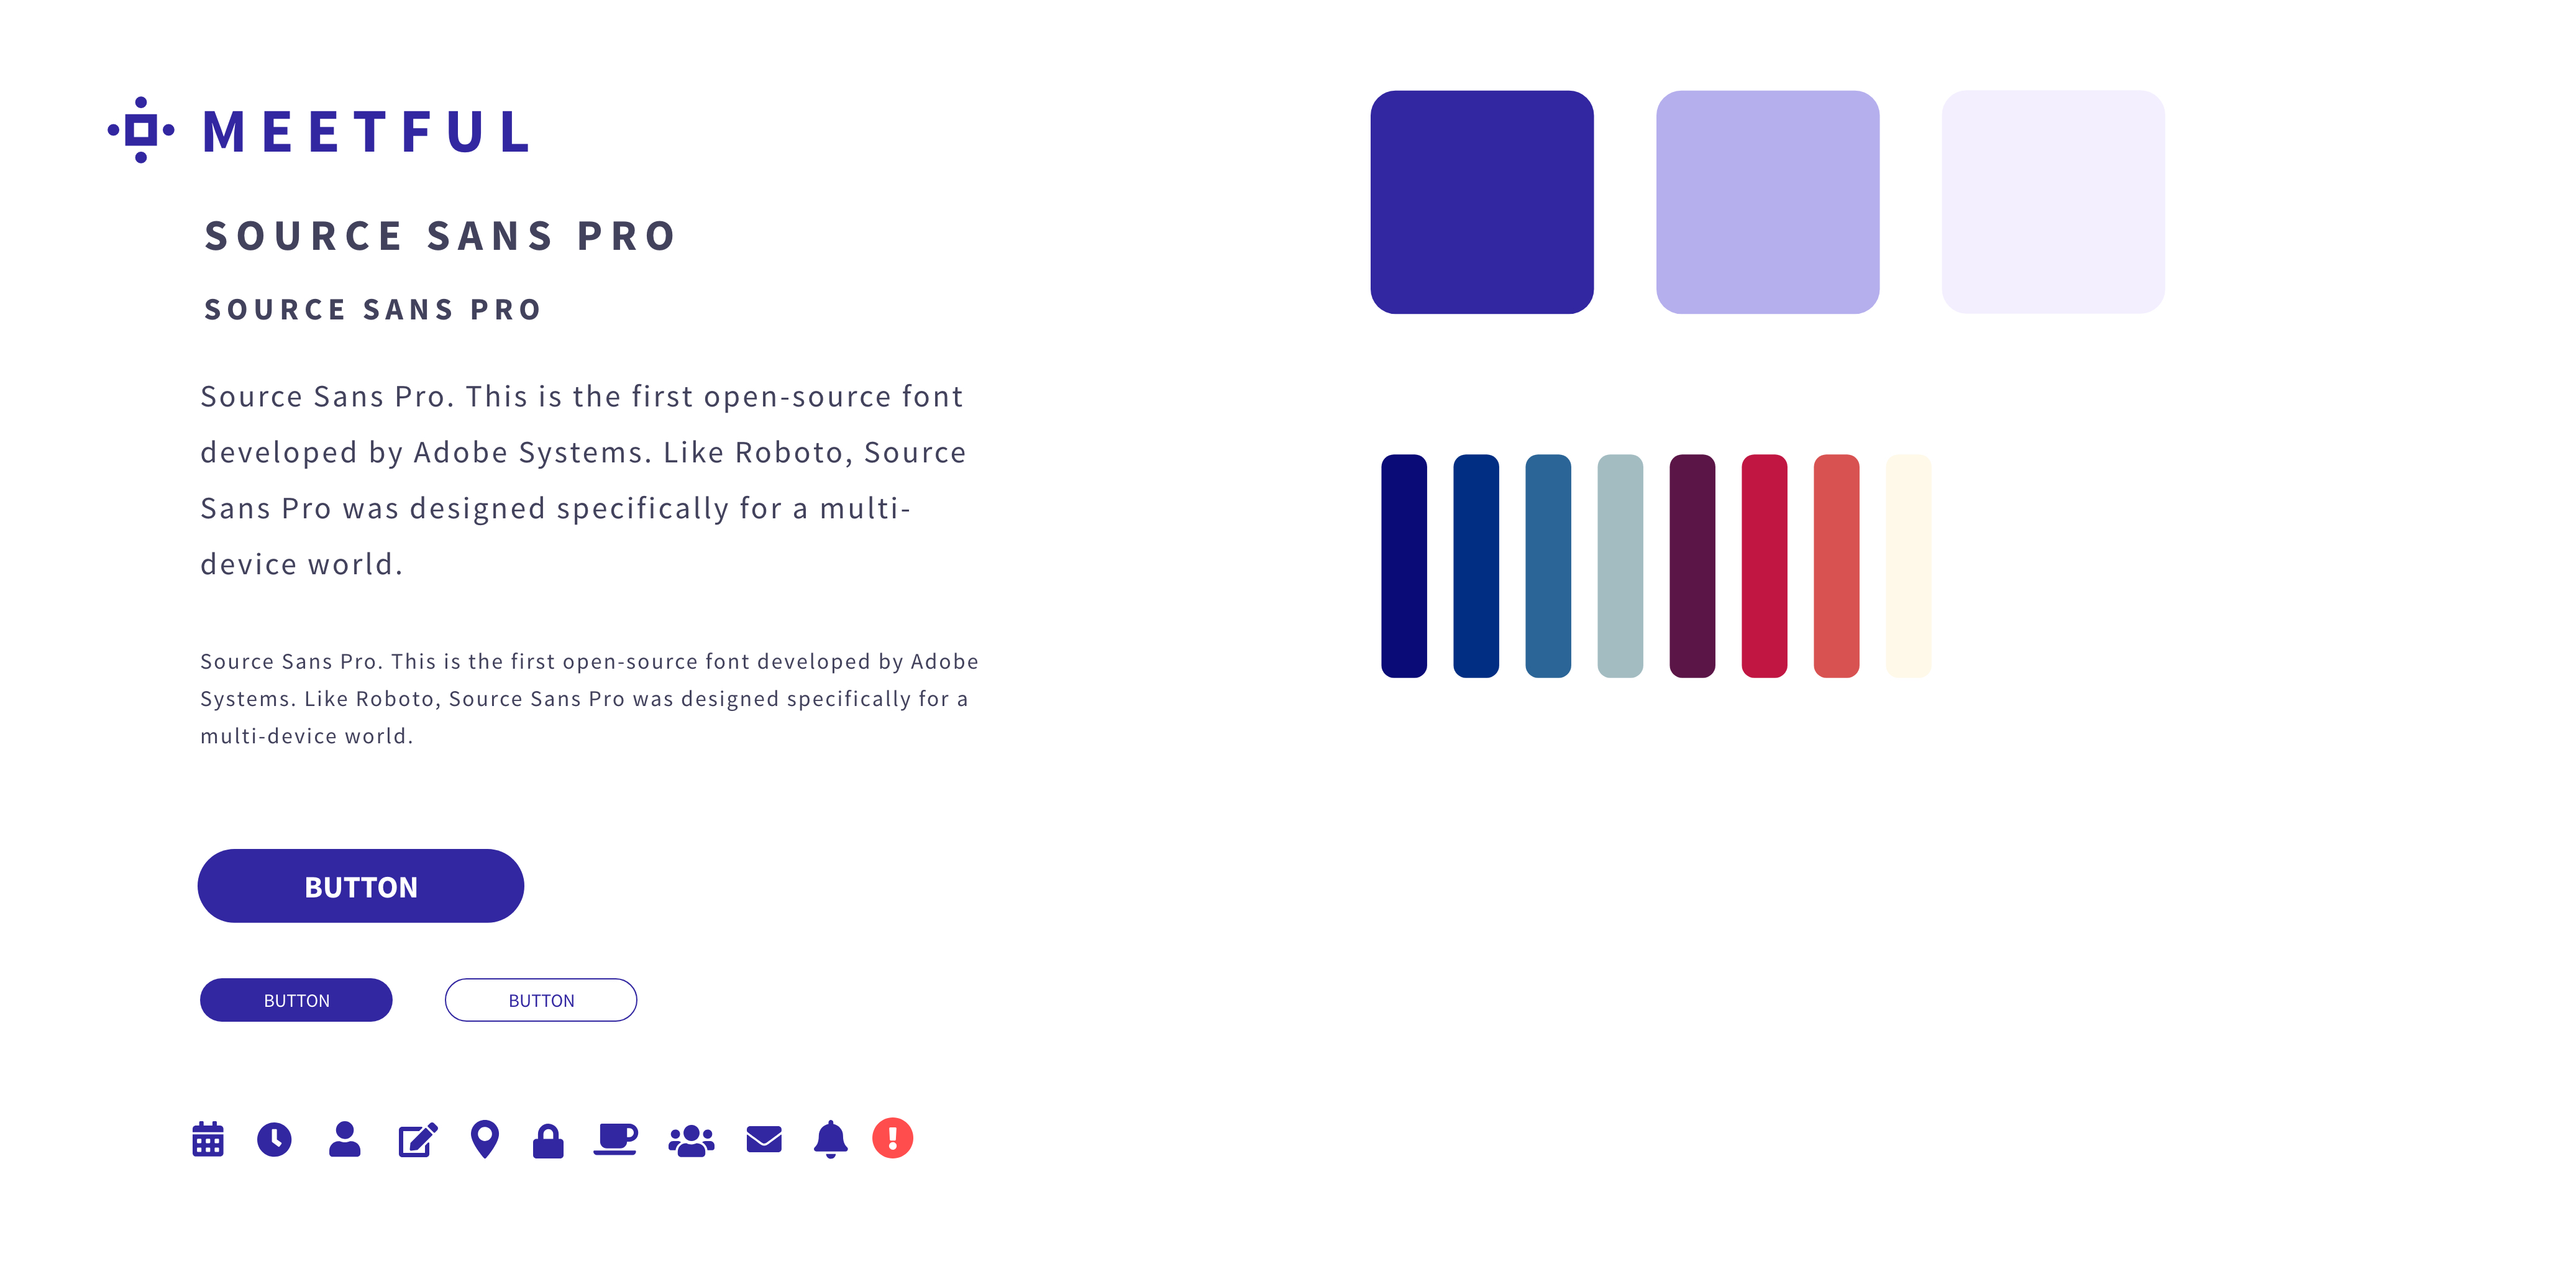 MEETFUL
SOURCE SANS PRO
SOURCE SANS PRO
Source Sans Pro. This is the first open-source font
developed by Adobe Systems. Like Roboto, Source
Sans Pro was designed specifically for a multi-
device world.
Source Sans Pro. This is the first open-source font developed by Adobe
Systems. Like Roboto, Source Sans Pro was designed specifically for a
multi-device world.
BUTTON
BUTTON
BUTTON